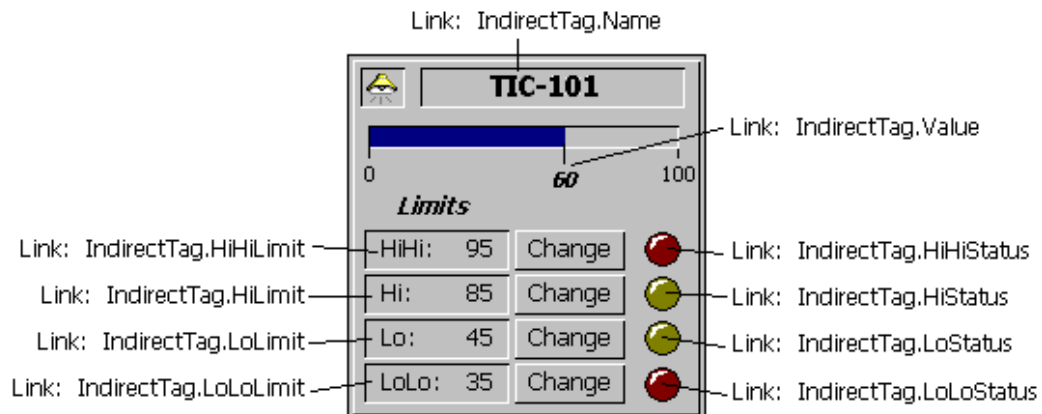 Link: IndirectTag.Name
TIC-101
Link: IndirectTag.Value
0 60 100
Limits
Link: IndirectTag.HiHiLimit HiHi: 95 Change Link: IndirectTag.HiHiStatus
Link: IndirectTag.HiLimit Hi: 85 Change Link: IndirectTag.HiStatus
Link: IndirectTag.LoLimit Lo: 45 Change Link: IndirectTag.LoStatus
Link: IndirectTag.LoLoLimit LoLo: 35 Change Link: IndirectTag.LoLoStatus